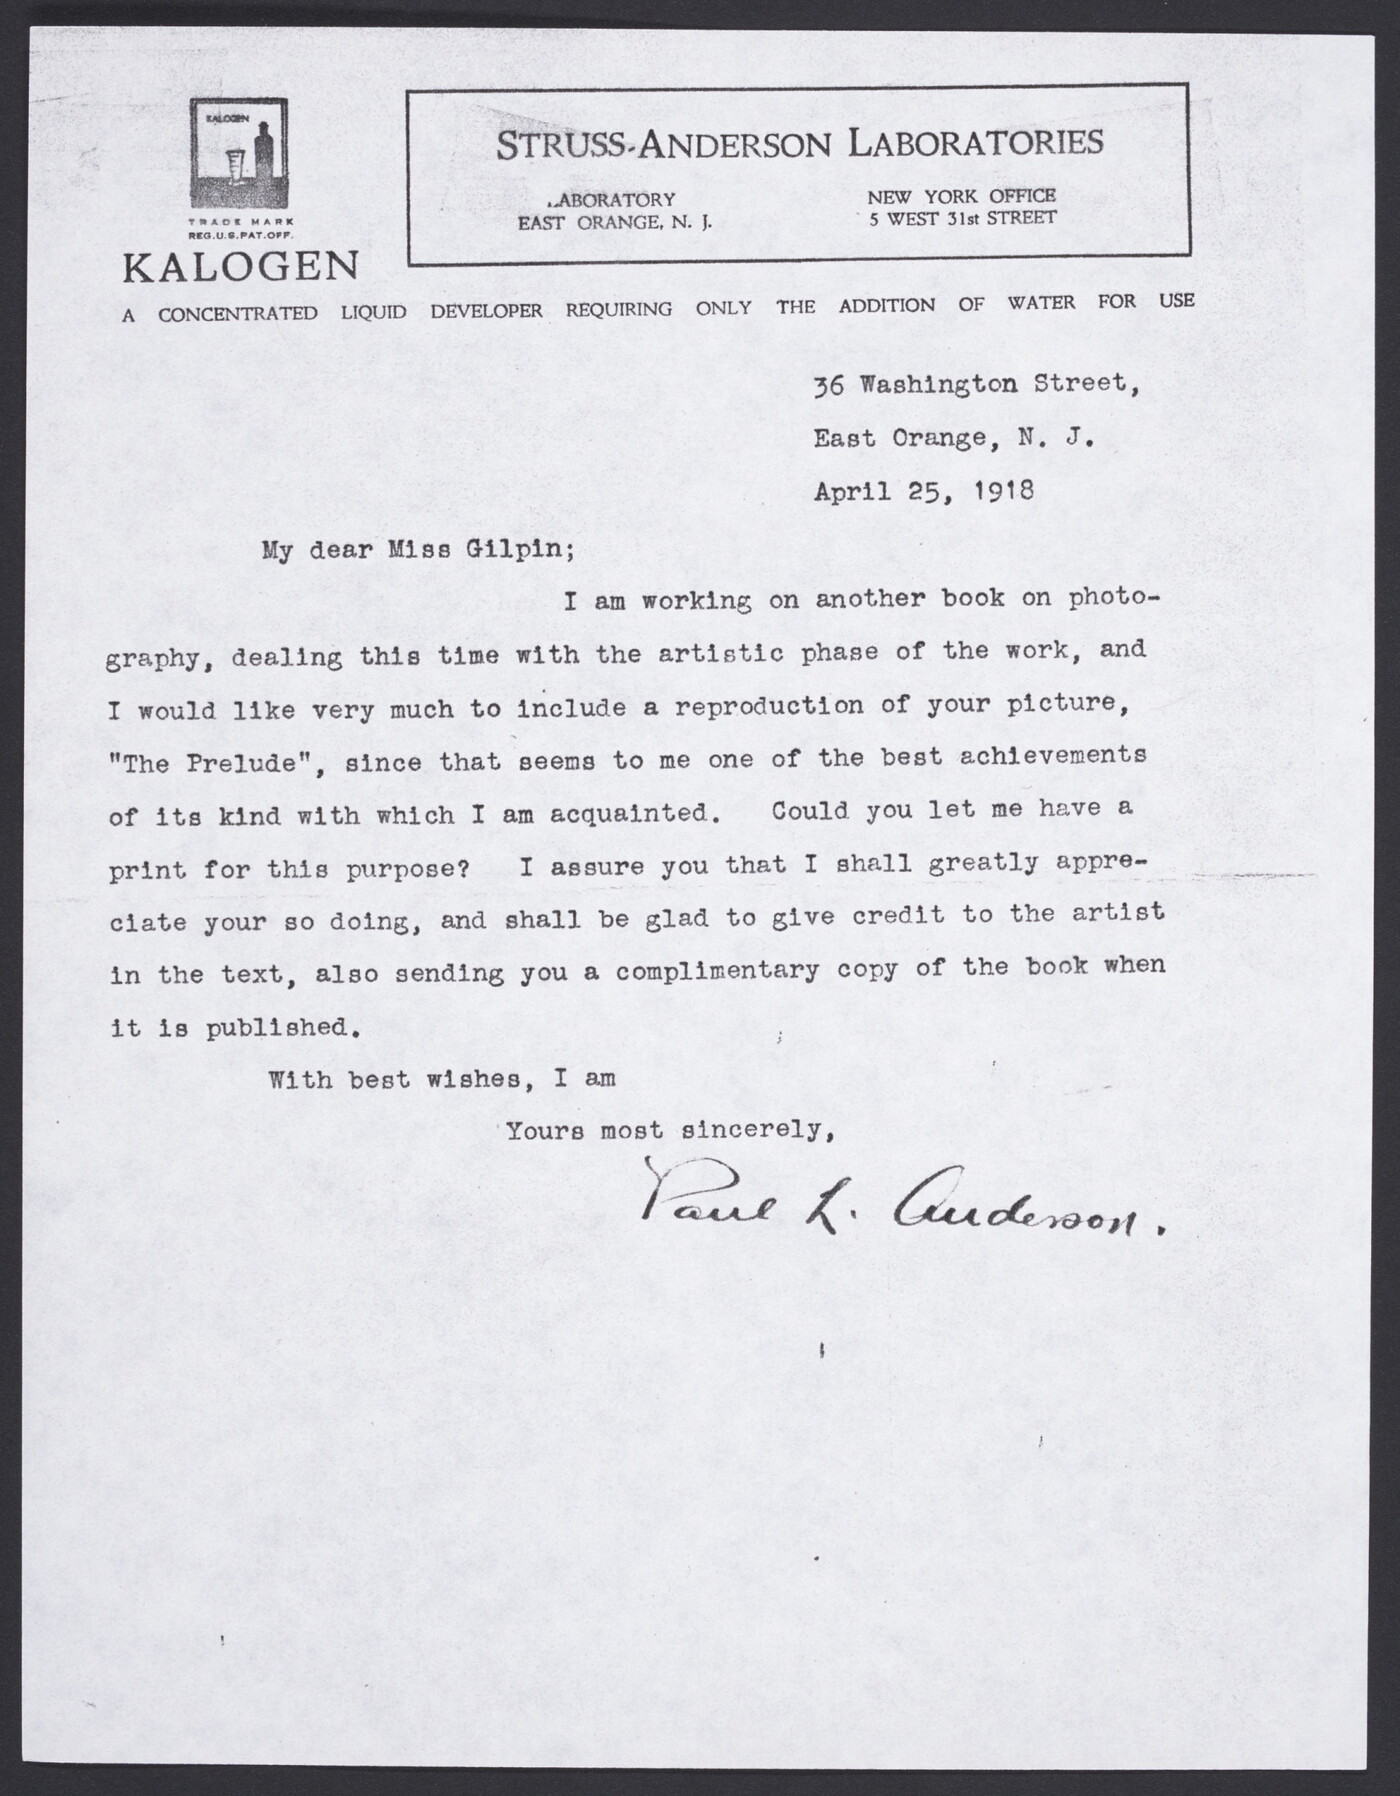 KALOGEN
TRADE MARK
REG.U.S.PAT.OFF.
KALOGEN
STRUSS-ANDERSON LABORATORIES
LABORATORY
EAST ORANGE, N. J.
NEW YORK OFFICE
5 WEST 31st STREET
A CONCENTRATED LIQUID DEVELOPER REQUIRING ONLY THE ADDITION OF WATER FOR USE
36 Washington Street,
East Orange, N. J.
April 25, 1918
My dear Miss Gilpin;
I am working on another book on photo-
graphy, dealing this time with the artistic phase of the work, and
I would like very much to include a reproduction of your picture,
"The Prelude", since that seems to me one of the best achievements
of its kind with which I am acquainted. Could you let me have a
print for this purpose? I assure you that I shall greatly appre-
ciate your so doing, and shall be glad to give credit to the artist
in the text, also sending you a complimentary copy of the book when
it is published.
With best wishes, I am
Yours most sincerely,
Paul L. Anderson.